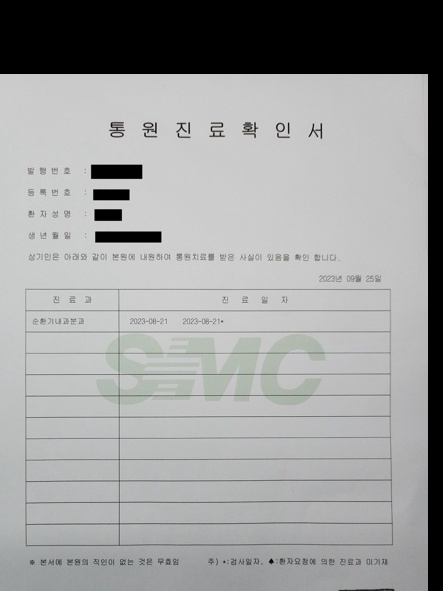 통 원 진 료 확 인 서
발 행 번 호 :
등 록 번 호 :
환 자 성 명 :
생 년 월 일 :
상기인은 아래와 같이 본원에 내원하여 통원치료를 받은 사실이 있음을 확인 합니다.
2023년 09월 25일
진 료 과 진 료 일 자
순환기내과분과 2023-08-21 2023-08-21*
SMC
※ 본서에 본원의 직인이 없는 것은 무효임 주) *:검사일자, ♠:환자요청에 의한 진료과 미기재